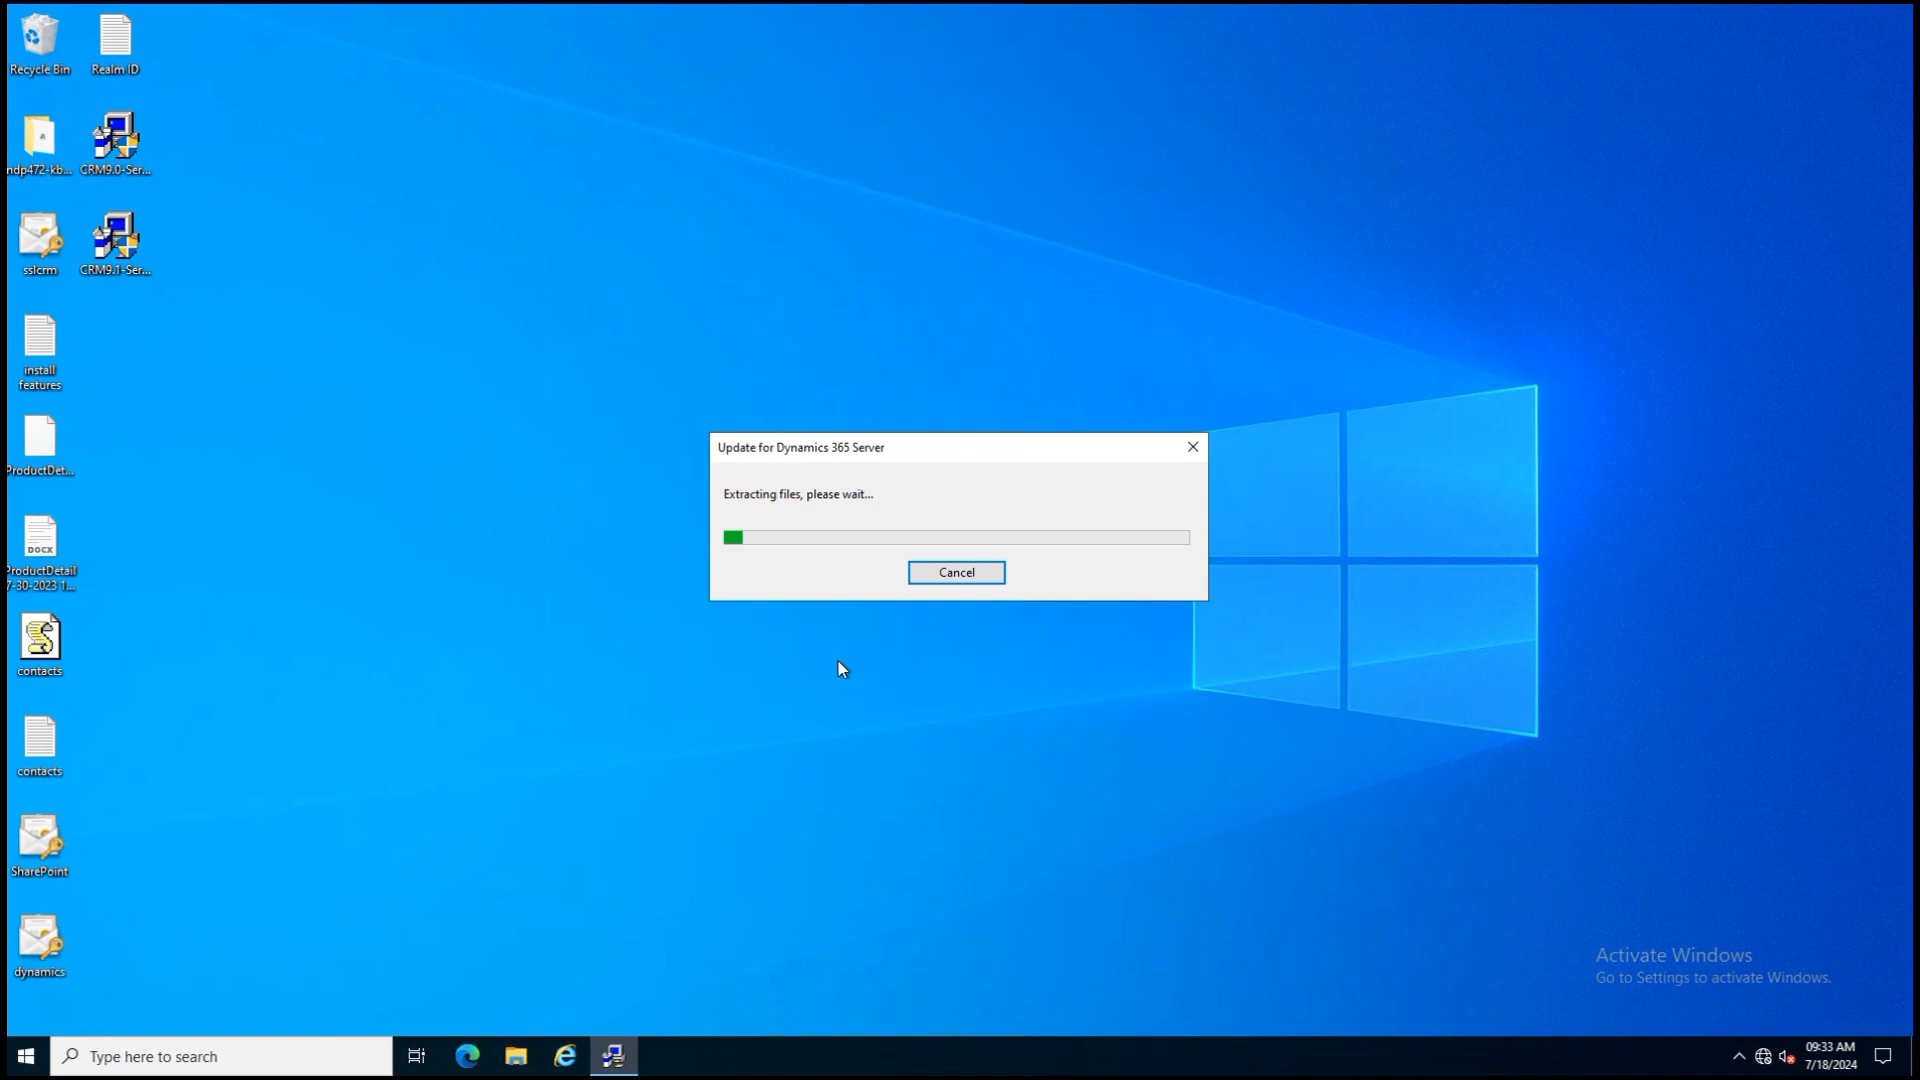 Recycle Bin
Realm ID
ndp472-kb...
CRM9.0-Ser...
sslcrm
CRM9.1-Ser...
install
features
ProductDet...
DOCX
ProductDetail
7-30-2023 1...
contacts
contacts
SharePoint
dynamics
Update for Dynamics 365 Server
Extracting files, please wait...
Cancel
Activate Windows
Go to Settings to activate Windows.
Type here to search
09:33 AM
7/18/2024